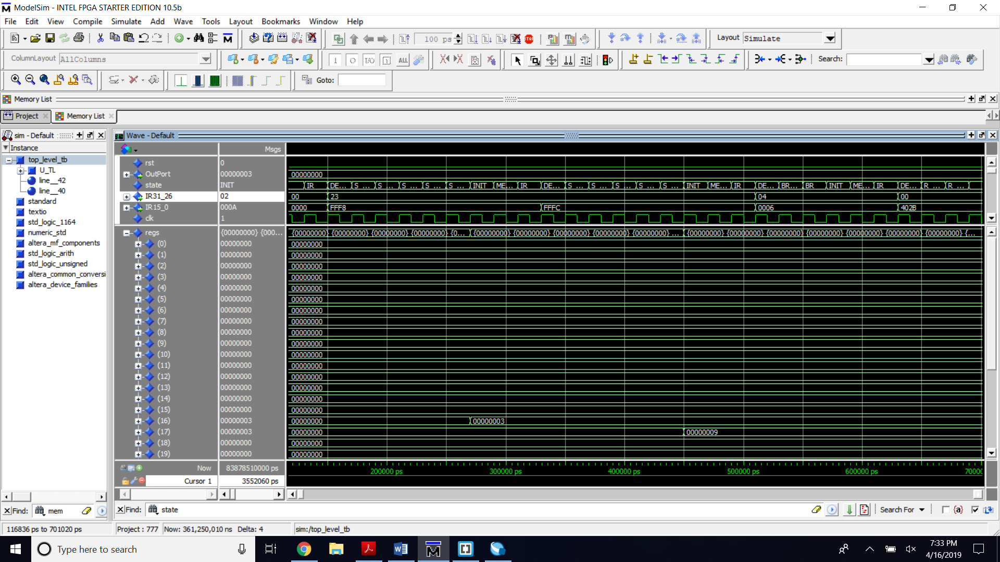 ModelSim - INTEL FPGA STARTER EDITION 10.5b
File Edit View Compile Simulate Add Wave Tools Layout Bookmarks Window Help
100 ps
Layout Simulate
ColumnLayout AllColumns
Search:
Goto:
Memory List
Project Memory List
sim - Default
Instance
top_level_tb
U_TL
line__42
line__40
standard
textio
std_logic_1164
numeric_std
altera_mf_components
std_logic_arith
std_logic_unsigned
altera_common_conversi
altera_device_families
Find: mem
Wave - Default
Msgs
rst 0
OutPort 00000003 00000000
state INIT IR DE... S ... S ... S ... S ... S ... INIT ME... IR DE... S ... S ... S ... S ... S ... INIT ME... IR DE... BR... BR INIT ME... IR DE... R ... R ...
IR31_26 02 00 23 04 00
IR15_0 000A 0000 FFF8 FFFC 0006 402B
clk 1
regs {00000000} {000... {00000000} {00000000} {00000000} {00000000} {0... {00000000} {00000000} {00000000} {00000000} {00000000} ... {00000000} {00000000} {00000000} {00000000} {00000000} {00000000} {00000000} {...
(0) 00000000 00000000
(1) 00000000 00000000
(2) 00000000 00000000
(3) 00000000 00000000
(4) 00000000 00000000
(5) 00000000 00000000
(6) 00000000 00000000
(7) 00000000 00000000
(8) 00000000 00000000
(9) 00000000 00000000
(10) 00000000 00000000
(11) 00000000 00000000
(12) 00000000 00000000
(13) 00000000 00000000
(14) 00000000 00000000
(15) 00000000 00000000
(16) 00000003 00000000 00000003
(17) 00000003 00000000 00000009
(18) 00000000 00000000
(19) 00000000 00000000
Now 83878510000 ps 200000 ps 300000 ps 400000 ps 500000 ps 600000 ps 70000
Cursor 1 3552060 ps
Find: state
Search For
116836 ps to 701020 ps Project : 777 Now: 361,250,010 ns Delta: 4 sim:/top_level_tb
Type here to search
7:33 PM
4/16/2019